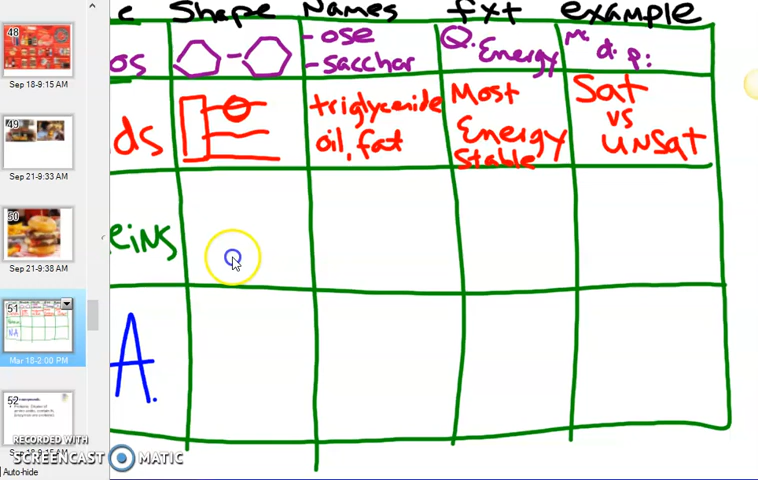 Shape Names fxt example
os -ose Q. Energy M. d. p:
-sacchar
ds triglyceride Most Sat
oil, fat Energy vs
Stable unsat
eins
A.
48
Sep 18-9:15 AM
49
Sep 21-9:33 AM
50
Sep 21-9:38 AM
51
Mar 18-2:00 PM
52
RECORDED WITH
SCREENCAST MATIC
Auto-hide